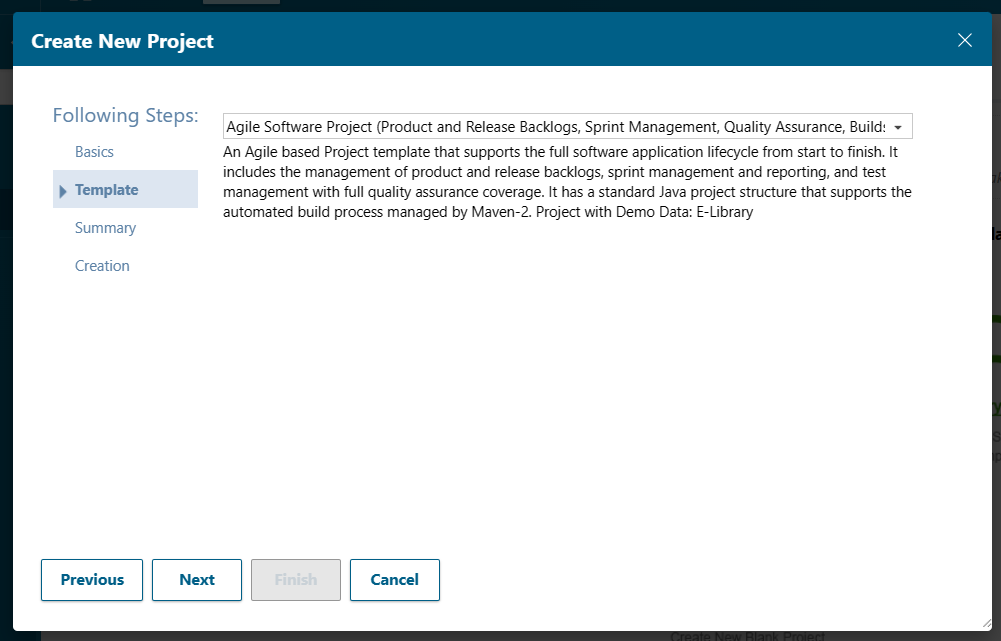 Create New Project
Following Steps:
Basics
Template
Summary
Creation
Agile Software Project (Product and Release Backlogs, Sprint Management, Quality Assurance, Builds
An Agile based Project template that supports the full software application lifecycle from start to finish. It
includes the management of product and release backlogs, sprint management and reporting, and test
management with full quality assurance coverage. It has a standard Java project structure that supports the
automated build process managed by Maven-2. Project with Demo Data: E-Library
Previous
Next
Finish
Cancel
Create New Blank Project